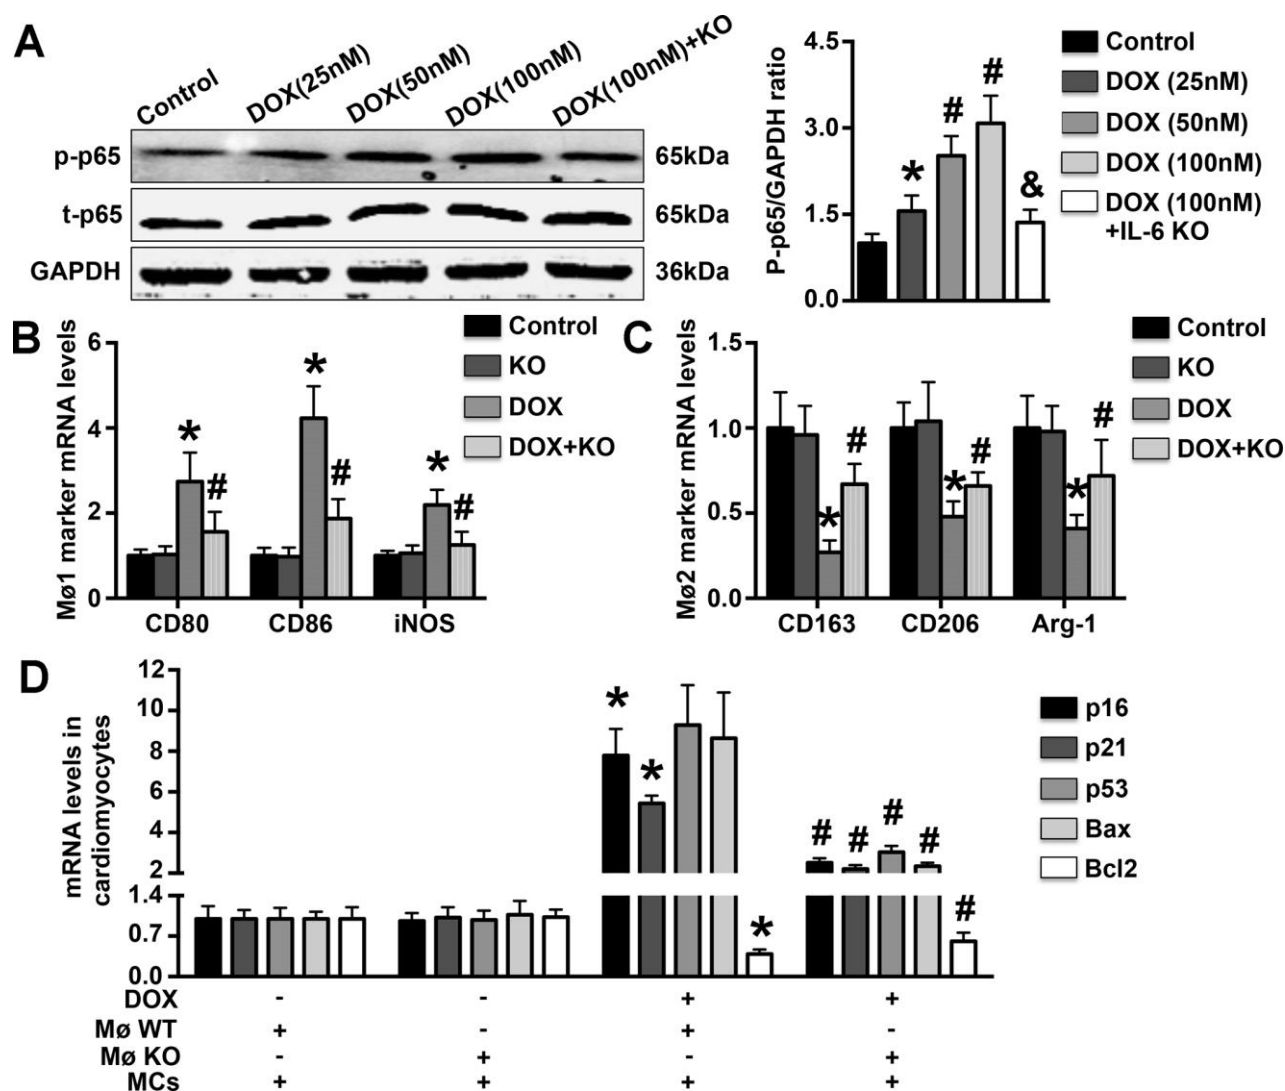 A
Control
DOX(25nM)
DOX(50nM)
DOX(100nM)
DOX(100nM)+KO
p-p65
65kDa
t-p65
65kDa
GAPDH
36kDa
P-p65/GAPDH ratio
4.5
3.0
1.5
0.0
*
#
#
&
Control
DOX (25nM)
DOX (50nM)
DOX (100nM)
DOX (100nM)
+IL-6 KO
B
Mø1 marker mRNA levels
6
4
2
0
*
#
*
#
*
#
CD80
CD86
iNOS
Control
KO
DOX
DOX+KO
C
Mø2 marker mRNA levels
1.5
1.0
0.5
0.0
*
#
*
#
*
#
CD163
CD206
Arg-1
Control
KO
DOX
DOX+KO
D
mRNA levels in
cardiomyocytes
12
10
8
6
4
2
1.4
0.7
0.0
*
*
*
#
#
#
#
#
p16
p21
p53
Bax
Bcl2
DOX - - + +
Mø WT + - + -
Mø KO - + - +
MCs + + + +